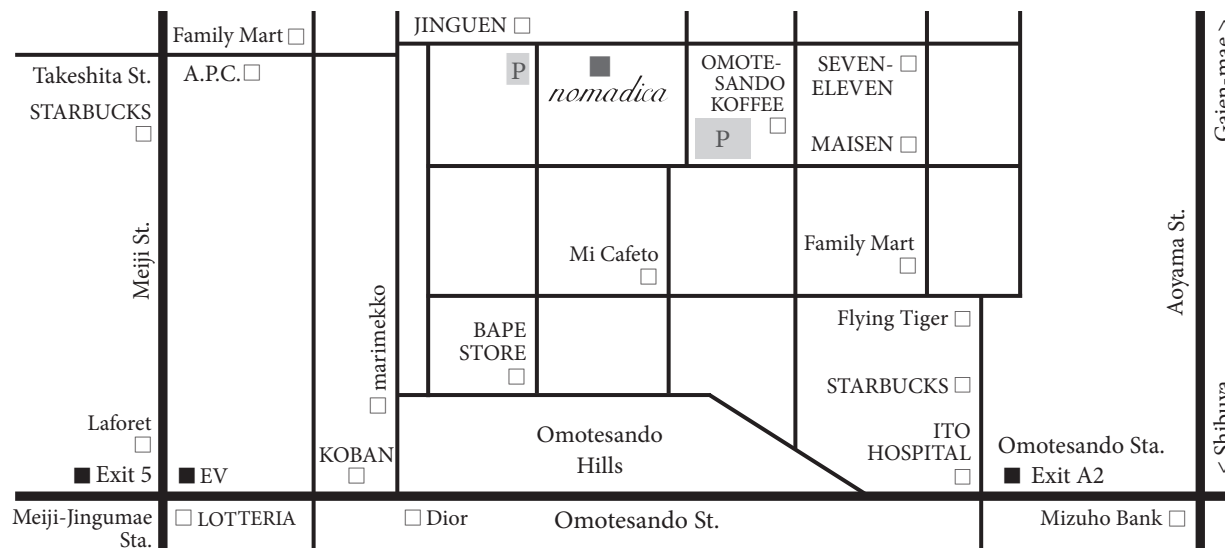 JINGUEN
Family Mart
Takeshita St.
A.P.C.
P
nomadica
OMOTE-
SANDO
KOFFEE
P
SEVEN-
ELEVEN
MAISEN
STARBUCKS
Gaien-mae >
Meiji St.
Mi Cafeto
Family Mart
Aoyama St.
marimekko
BAPE
STORE
Flying Tiger
STARBUCKS
Laforet
KOBAN
Omotesando
Hills
ITO
HOSPITAL
Omotesando Sta.
Exit A2
< Shibuya
Exit 5
EV
Meiji-Jingumae
Sta.
LOTTERIA
Dior
Omotesando St.
Mizuho Bank